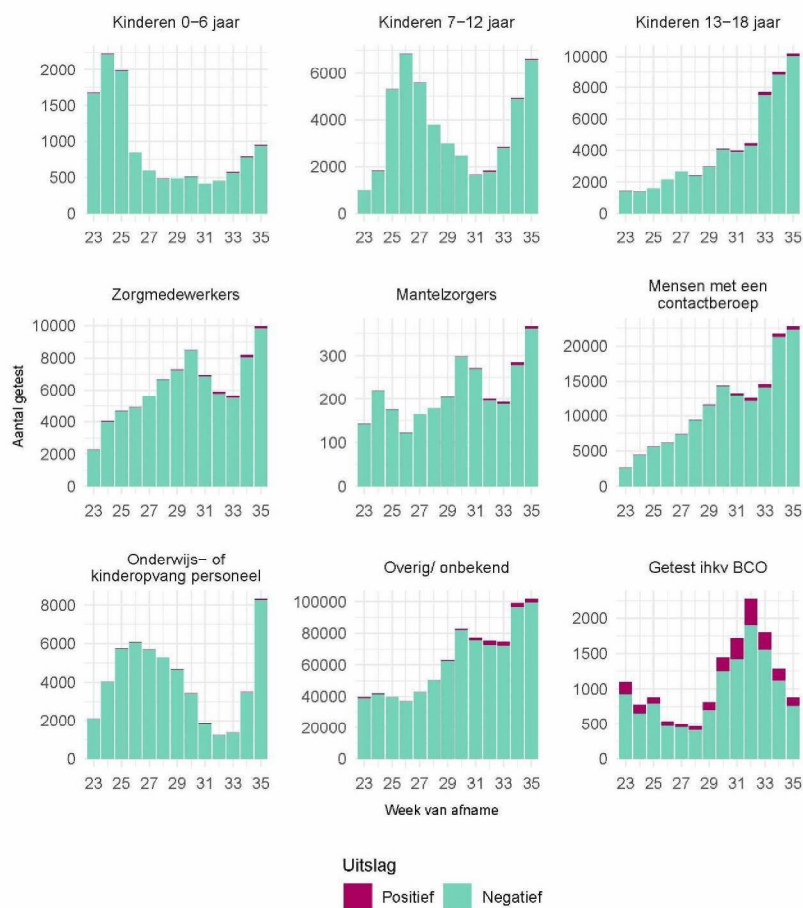 Kinderen 0–6 jaar
2000
1500
1000
500
0
23 25 27 29 31 33 35
Kinderen 7–12 jaar
6000
4000
2000
0
23 25 27 29 31 33 35
Kinderen 13–18 jaar
10000
8000
6000
4000
2000
0
23 25 27 29 31 33 35
Aantal getest
Zorgmedewerkers
10000
8000
6000
4000
2000
0
23 25 27 29 31 33 35
Mantelzorgers
300
200
100
0
23 25 27 29 31 33 35
Mensen met een
contactberoep
20000
15000
10000
5000
0
23 25 27 29 31 33 35
Onderwijs– of
kinderopvang personeel
8000
6000
4000
2000
0
23 25 27 29 31 33 35
Overig/ onbekend
100000
80000
60000
40000
20000
0
23 25 27 29 31 33 35
Getest ihkv BCO
2000
1500
1000
500
0
23 25 27 29 31 33 35
Week van afname
Uitslag
Positief Negatief